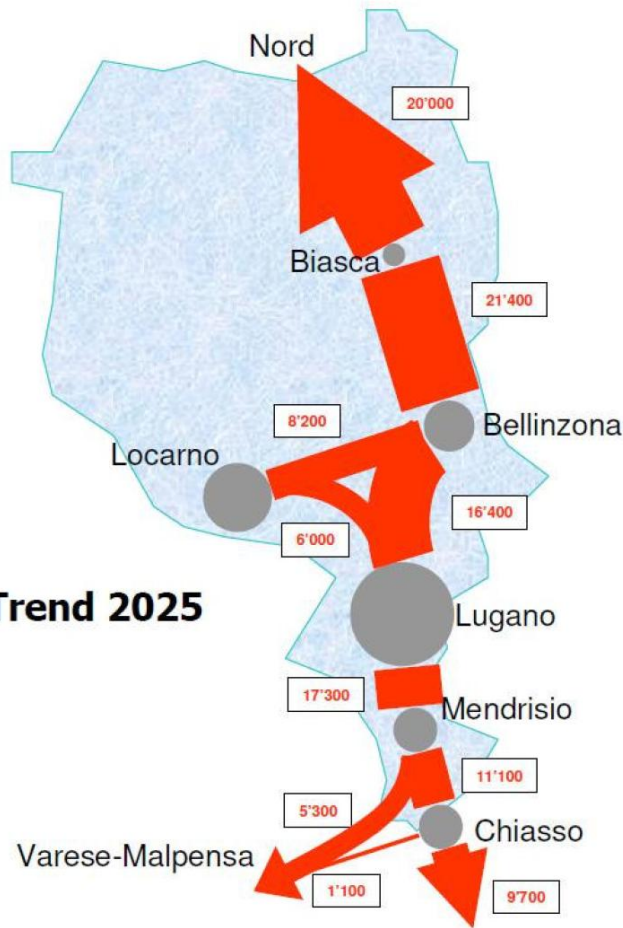 Nord
20'000
Biasca
21'400
8'200
Bellinzona
Locarno
16'400
6'000
Trend 2025
Lugano
17'300
Mendrisio
11'100
5'300
Chiasso
Varese-Malpensa
1'100
9'700